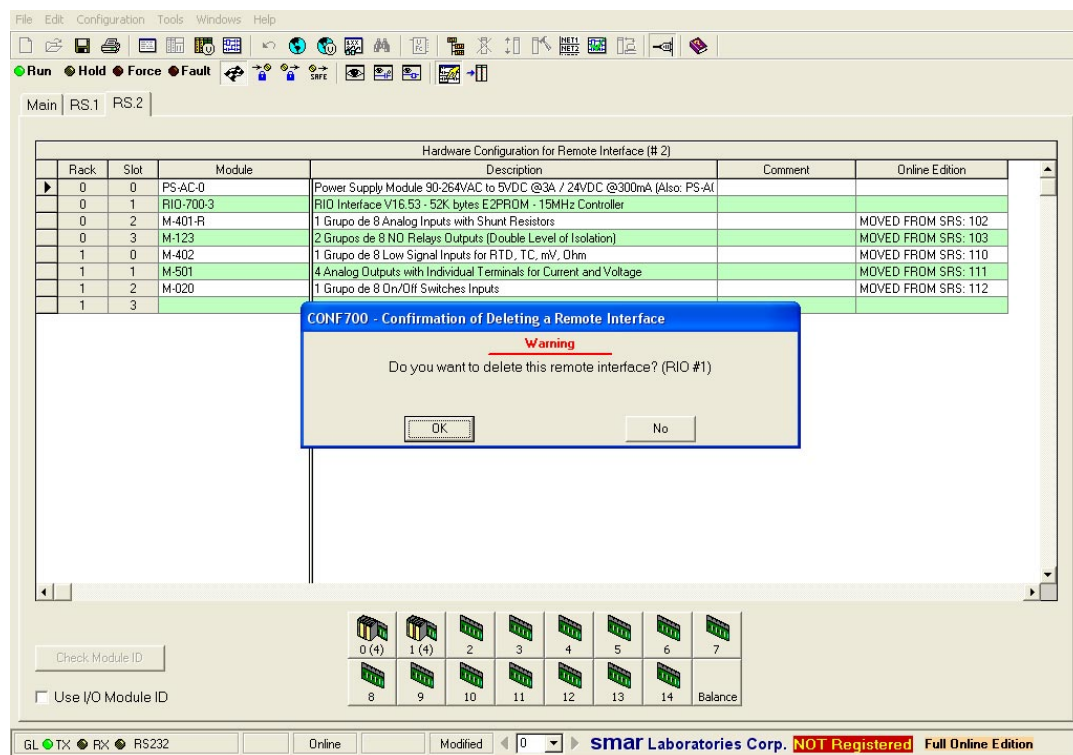 File Edit Configuration Tools Windows Help
Run Hold Force Fault SAFE
Main RS.1 RS.2
Hardware Configuration for Remote Interface (# 2)
Rack Slot Module Description Comment Online Edition
0 0 PS-AC-0 Power Supply Module 90-264VAC to 5VDC @3A / 24VDC @300mA (Also: PS-A(
0 1 RIO-700-3 RIO Interface V16.53 - 52K bytes E2PROM - 15MHz Controller
0 2 M-401-R 1 Grupo de 8 Analog Inputs with Shunt Resistors MOVED FROM SRS: 102
0 3 M-123 2 Grupos de 8 NO Relays Outputs (Double Level of Isolation) MOVED FROM SRS: 103
1 0 M-402 1 Grupo de 8 Low Signal Inputs for RTD, TC, mV, Ohm MOVED FROM SRS: 110
1 1 M-501 4 Analog Outputs with Individual Terminals for Current and Voltage MOVED FROM SRS: 111
1 2 M-020 1 Grupo de 8 On/Off Switches Inputs MOVED FROM SRS: 112
1 3
CONF700 - Confirmation of Deleting a Remote Interface
Warning
Do you want to delete this remote interface? (RIO #1)
OK No
0 (4) 1 (4) 2 3 4 5 6 7
Check Module ID
8 9 10 11 12 13 14 Balance
Use I/O Module ID
GL TX RX RS232 Online Modified 0 smar Laboratories Corp. NOT Registered Full Online Edition